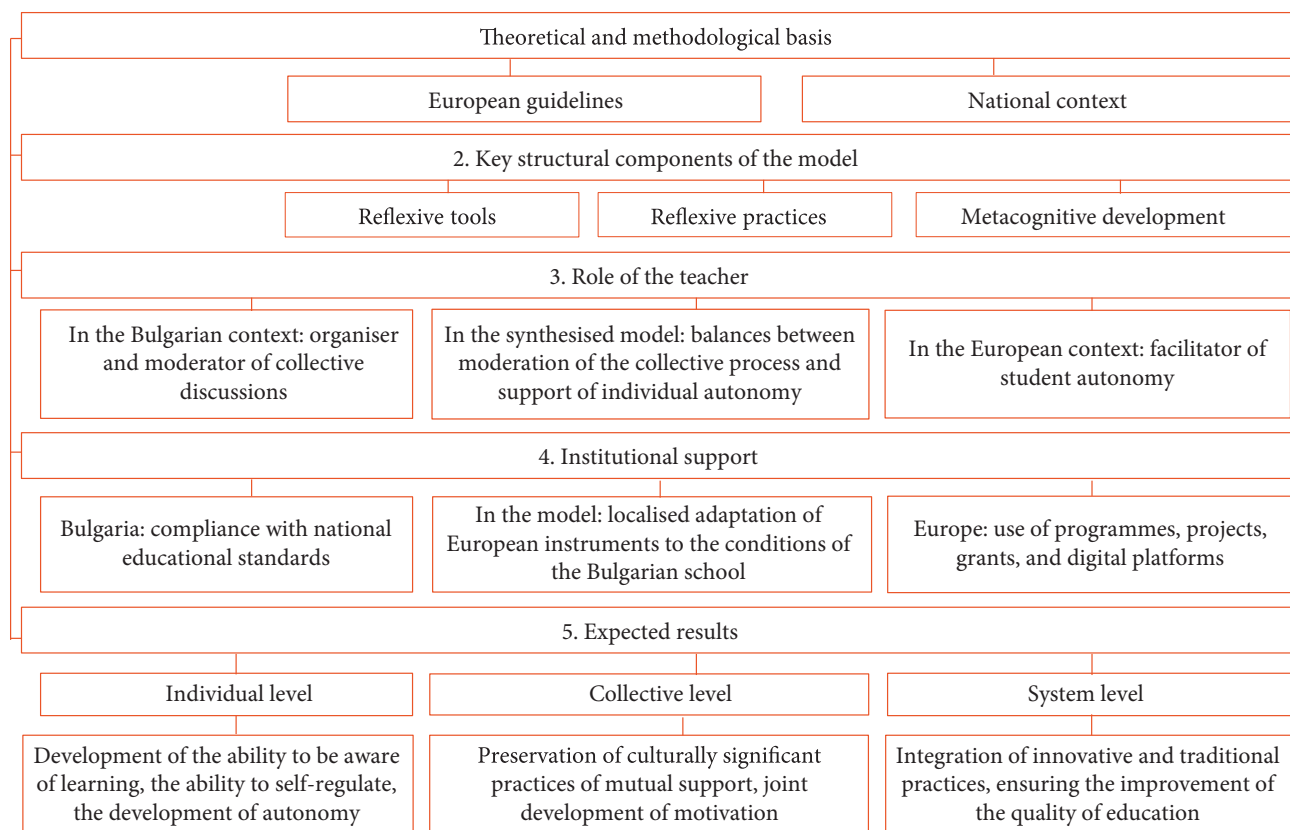 Theoretical and methodological basis
European guidelines
National context
2. Key structural components of the model
Reflexive tools
Reflexive practices
Metacognitive development
3. Role of the teacher
In the Bulgarian context: organiser
and moderator of collective
discussions
In the synthesised model: balances between
moderation of the collective process and
support of individual autonomy
In the European context: facilitator of
student autonomy
4. Institutional support
Bulgaria: compliance with national
educational standards
In the model: localised adaptation of
European instruments to the conditions of
the Bulgarian school
Europe: use of programmes, projects,
grants, and digital platforms
5. Expected results
Individual level
Collective level
System level
Development of the ability to be aware
of learning, the ability to self-regulate,
the development of autonomy
Preservation of culturally significant
practices of mutual support, joint
development of motivation
Integration of innovative and traditional
practices, ensuring the improvement of
the quality of education